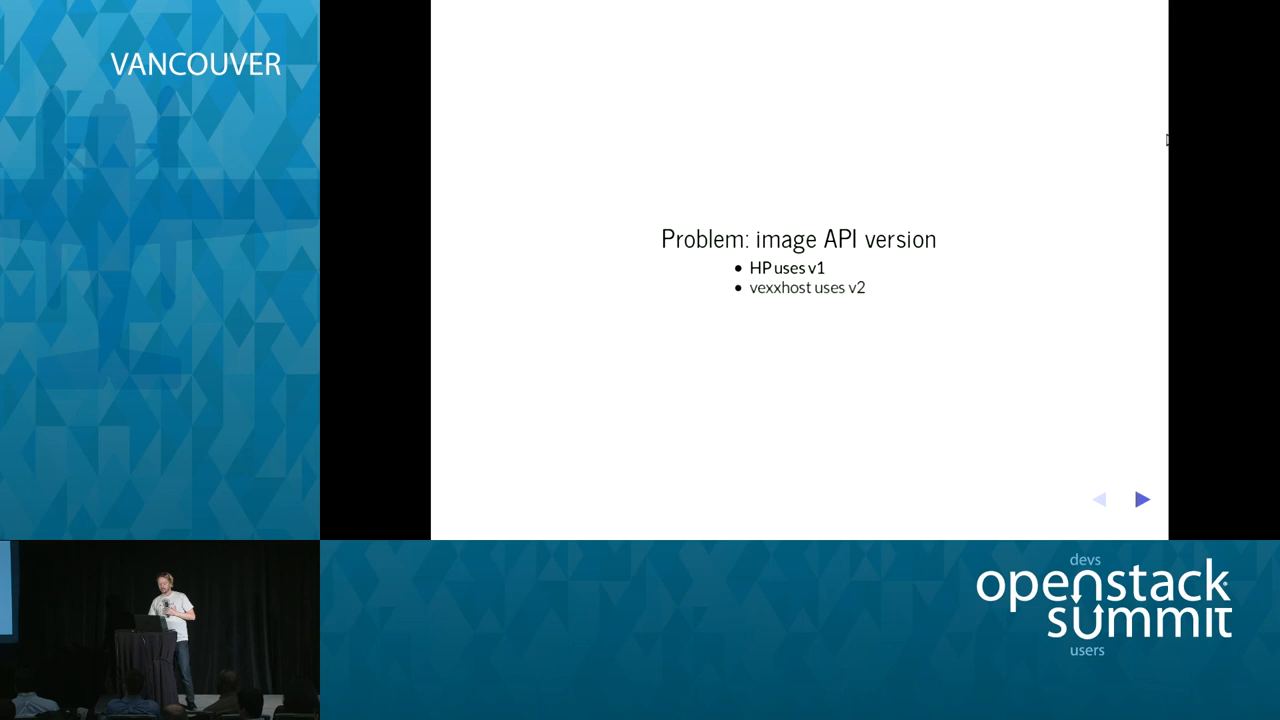 VANCOUVER
Problem: image API version
• HP uses v1
• vexxhost uses v2
devs
openstack
summit
users